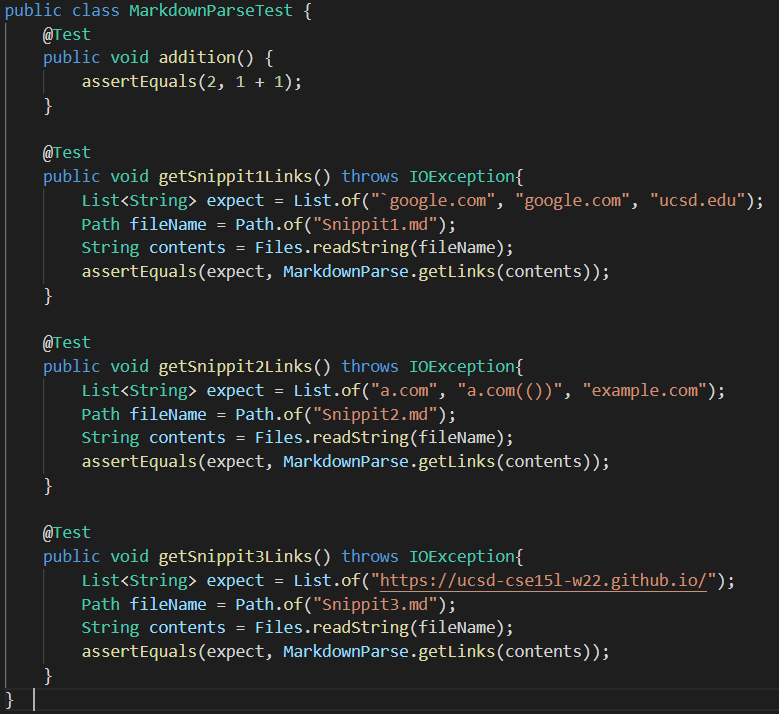 public class MarkdownParseTest {
    @Test
    public void addition() {
        assertEquals(2, 1 + 1);
    }

    @Test
    public void getSnippit1Links() throws IOException{
        List<String> expect = List.of("`google.com", "google.com", "ucsd.edu");
        Path fileName = Path.of("Snippit1.md");
        String contents = Files.readString(fileName);
        assertEquals(expect, MarkdownParse.getLinks(contents));
    }

    @Test
    public void getSnippit2Links() throws IOException{
        List<String> expect = List.of("a.com", "a.com(())", "example.com");
        Path fileName = Path.of("Snippit2.md");
        String contents = Files.readString(fileName);
        assertEquals(expect, MarkdownParse.getLinks(contents));
    }

    @Test
    public void getSnippit3Links() throws IOException{
        List<String> expect = List.of("https://ucsd-cse15l-w22.github.io/");
        Path fileName = Path.of("Snippit3.md");
        String contents = Files.readString(fileName);
        assertEquals(expect, MarkdownParse.getLinks(contents));
    }
}